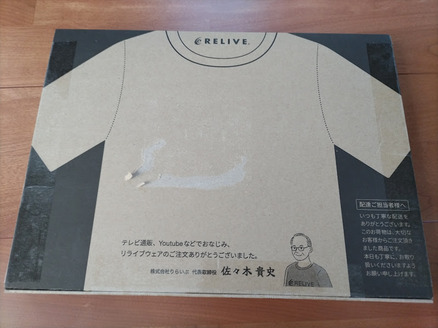 RELIVE
テレビ通販、Youtubeなどでおなじみ、
リライブウェアのご注文ありがとうございました。
株式会社りらいぶ 代表取締役 佐々木 貴史
配達ご担当者様へ
いつも丁寧な配達を
ありがとうございます。
このお荷物は、大切な
お客様からご注文頂き
ました商品です。
本日も丁寧に、お取り
扱いくださいますよう
お願い申し上げます。
RELIVE